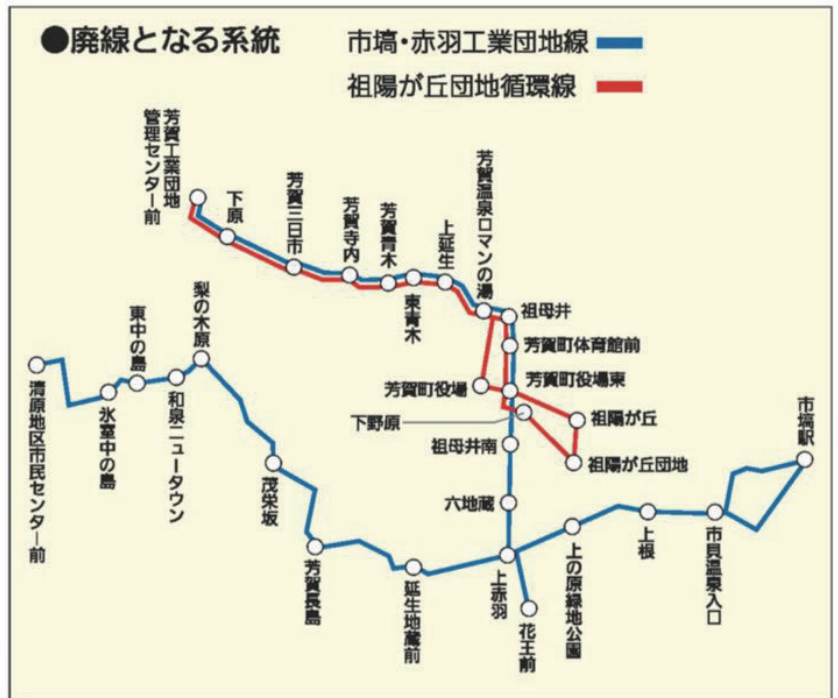 ●廃線となる系統
市塙・赤羽工業団地線
祖陽が丘団地循環線
芳賀工業団地
管理センター前
下原
芳賀三日市
芳賀寺内
芳賀青木
東青木
上延生
芳賀温泉ロマンの湯
祖母井
芳賀町体育館前
芳賀町役場
芳賀町役場東
下野原
祖陽が丘
祖陽が丘団地
祖母井南
六地蔵
清原地区市民センター前
氷室中の島
東中の島
和泉ニュータウン
梨の木原
茂栄坂
芳賀長島
延生地蔵前
上赤羽
花王前
上の原緑地公園
上根
市貝温泉入口
市塙駅